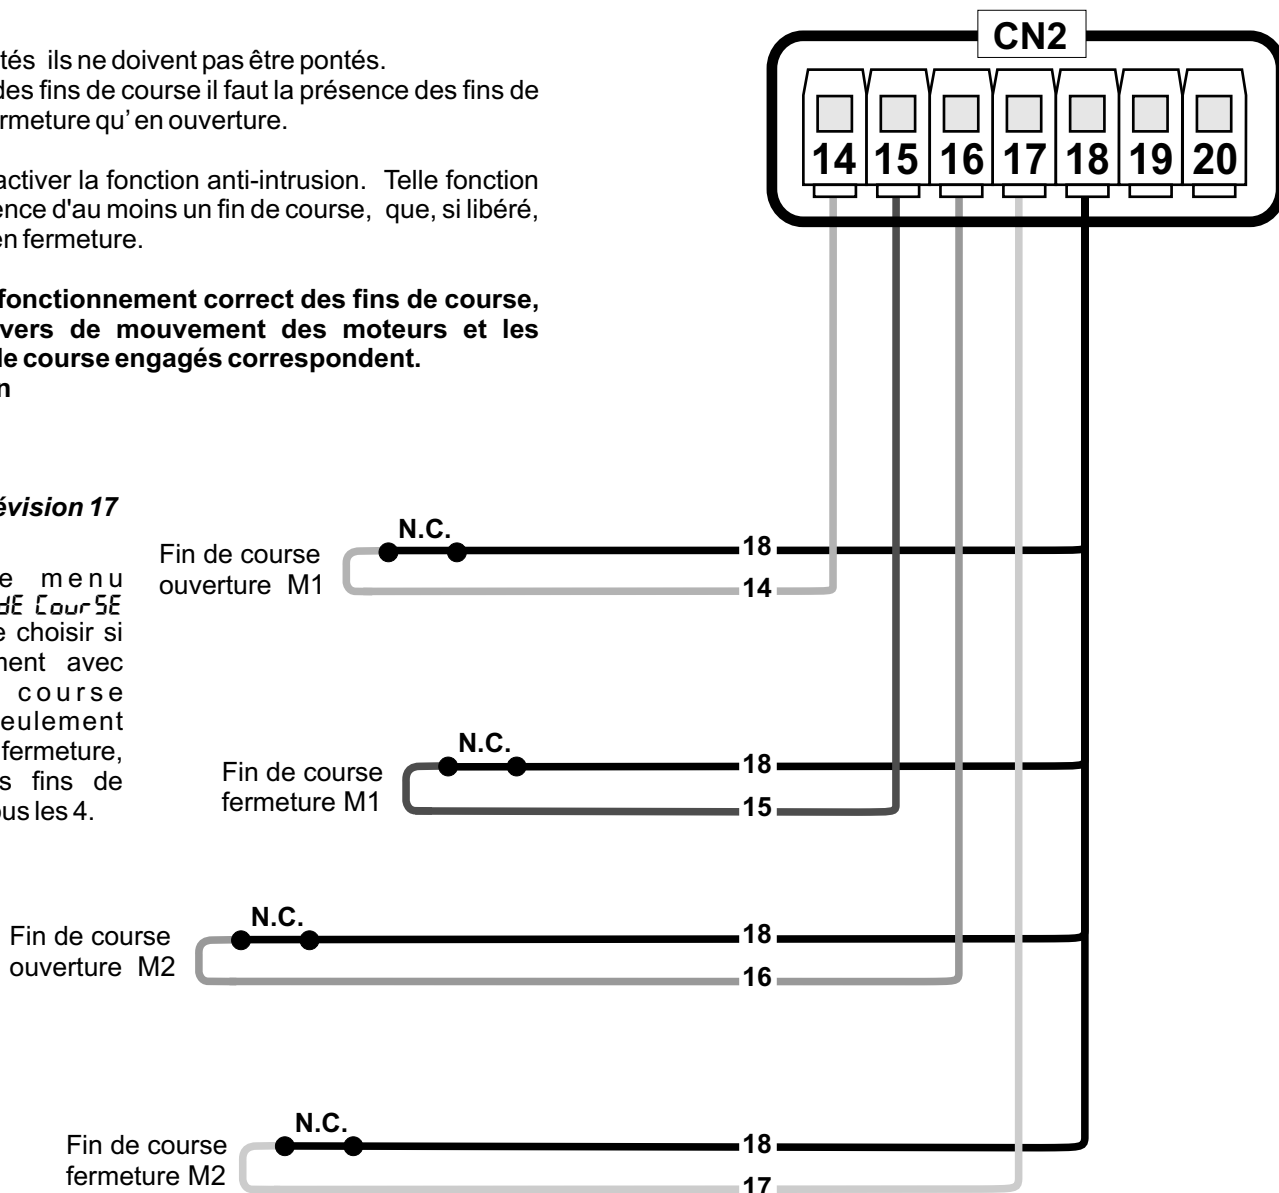 CN2
14 15 16 17 18 19 20
tés ils ne doivent pas être pontés.
des fins de course il faut la présence des fins de
rmeture qu' en ouverture.
activer la fonction anti-intrusion. Telle fonction
ence d'au moins un fin de course, que, si libéré,
en fermeture.
fonctionnement correct des fins de course,
vers de mouvement des moteurs et les
de course engagés correspondent.
n
évision 17
e menu
dE CourSE
e choisir si
ment avec
course
eulement
fermeture,
s fins de
ous les 4.
N.C.
Fin de course
ouverture M1
18
14
N.C.
Fin de course
fermeture M1
18
15
N.C.
Fin de course
ouverture M2
18
16
N.C.
Fin de course
fermeture M2
18
17